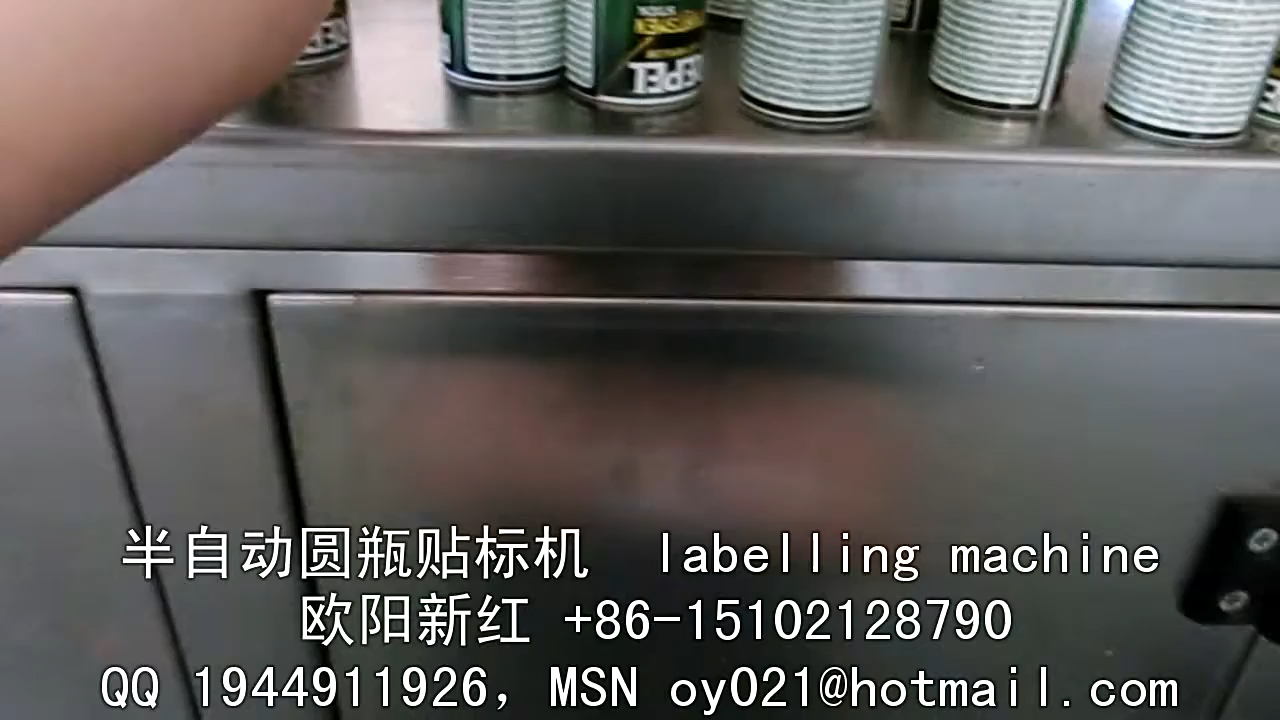 EPEL
半自动圆瓶贴标机 labelling machine
欧阳新红 +86-15102128790
QQ 1944911926, MSN oy021@hotmail.com